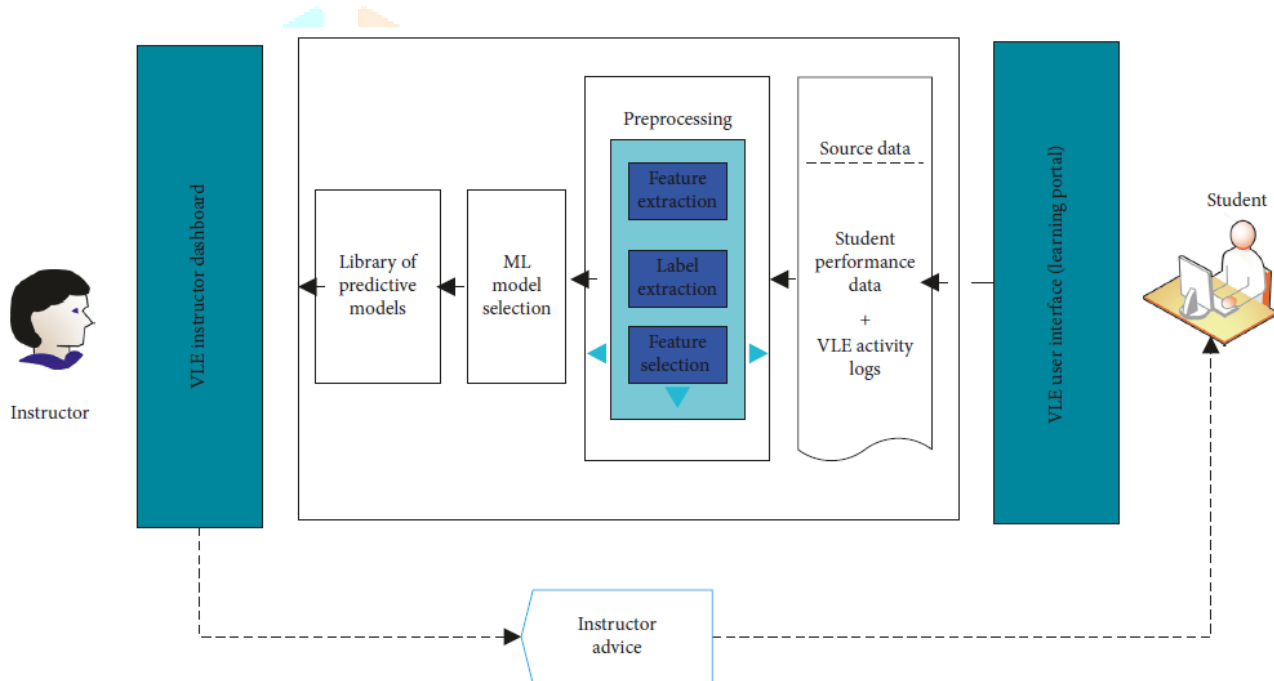 Instructor
VLE instructor dashboard
Library of
predictive
models
ML
model
selection
Preprocessing
Feature
extraction
Label
extraction
Feature
selection
Source data
Student
performance
data
+
VLE activity
logs
VLE user interface (learning portal)
Student
Instructor
advice